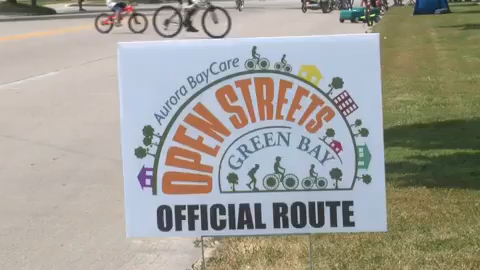 Aurora BayCare
OPEN STREETS
GREEN BAY
OFFICIAL ROUTE